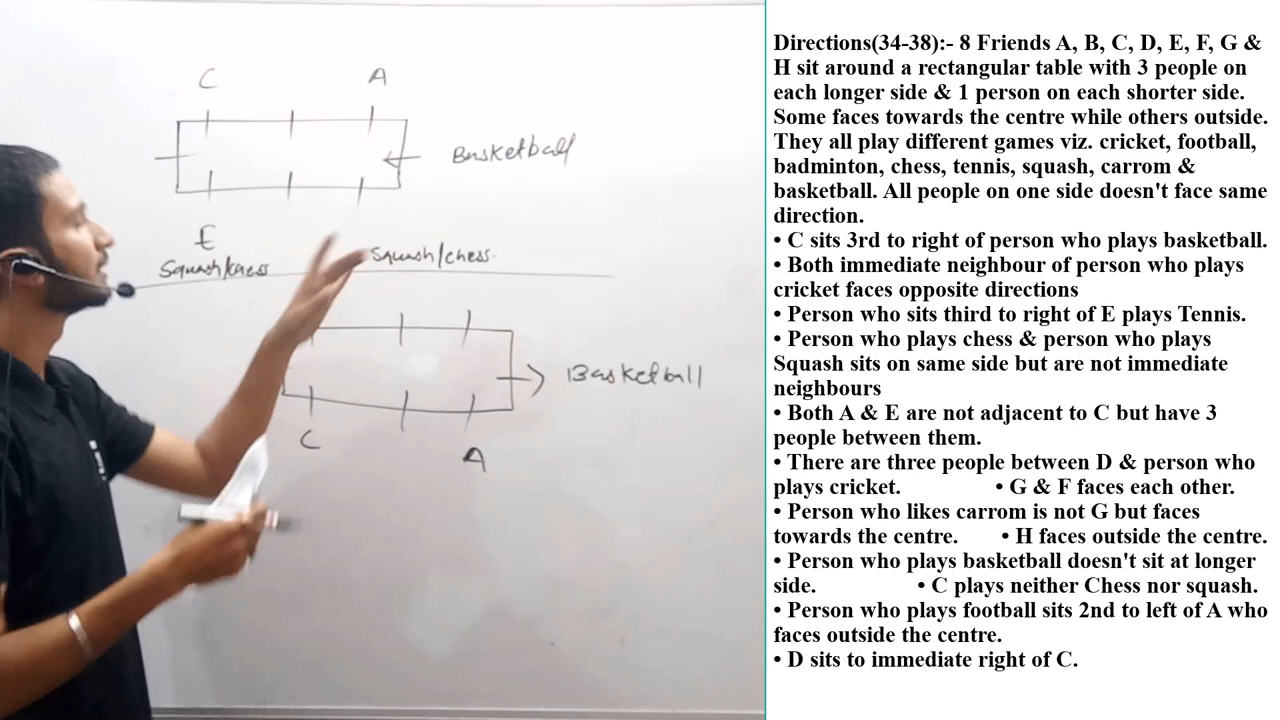 C A
Basketball
E
Squash/chess
Squash/chess.
Basketball
C
A
Directions(34-38):- 8 Friends A, B, C, D, E, F, G &
H sit around a rectangular table with 3 people on
each longer side & 1 person on each shorter side.
Some faces towards the centre while others outside.
They all play different games viz. cricket, football,
badminton, chess, tennis, squash, carrom &
basketball. All people on one side doesn't face same
direction.
• C sits 3rd to right of person who plays basketball.
• Both immediate neighbour of person who plays
cricket faces opposite directions
• Person who sits third to right of E plays Tennis.
• Person who plays chess & person who plays
Squash sits on same side but are not immediate
neighbours
• Both A & E are not adjacent to C but have 3
people between them.
• There are three people between D & person who
plays cricket. • G & F faces each other.
• Person who likes carrom is not G but faces
towards the centre. • H faces outside the centre.
• Person who plays basketball doesn't sit at longer
side. • C plays neither Chess nor squash.
• Person who plays football sits 2nd to left of A who
faces outside the centre.
• D sits to immediate right of C.